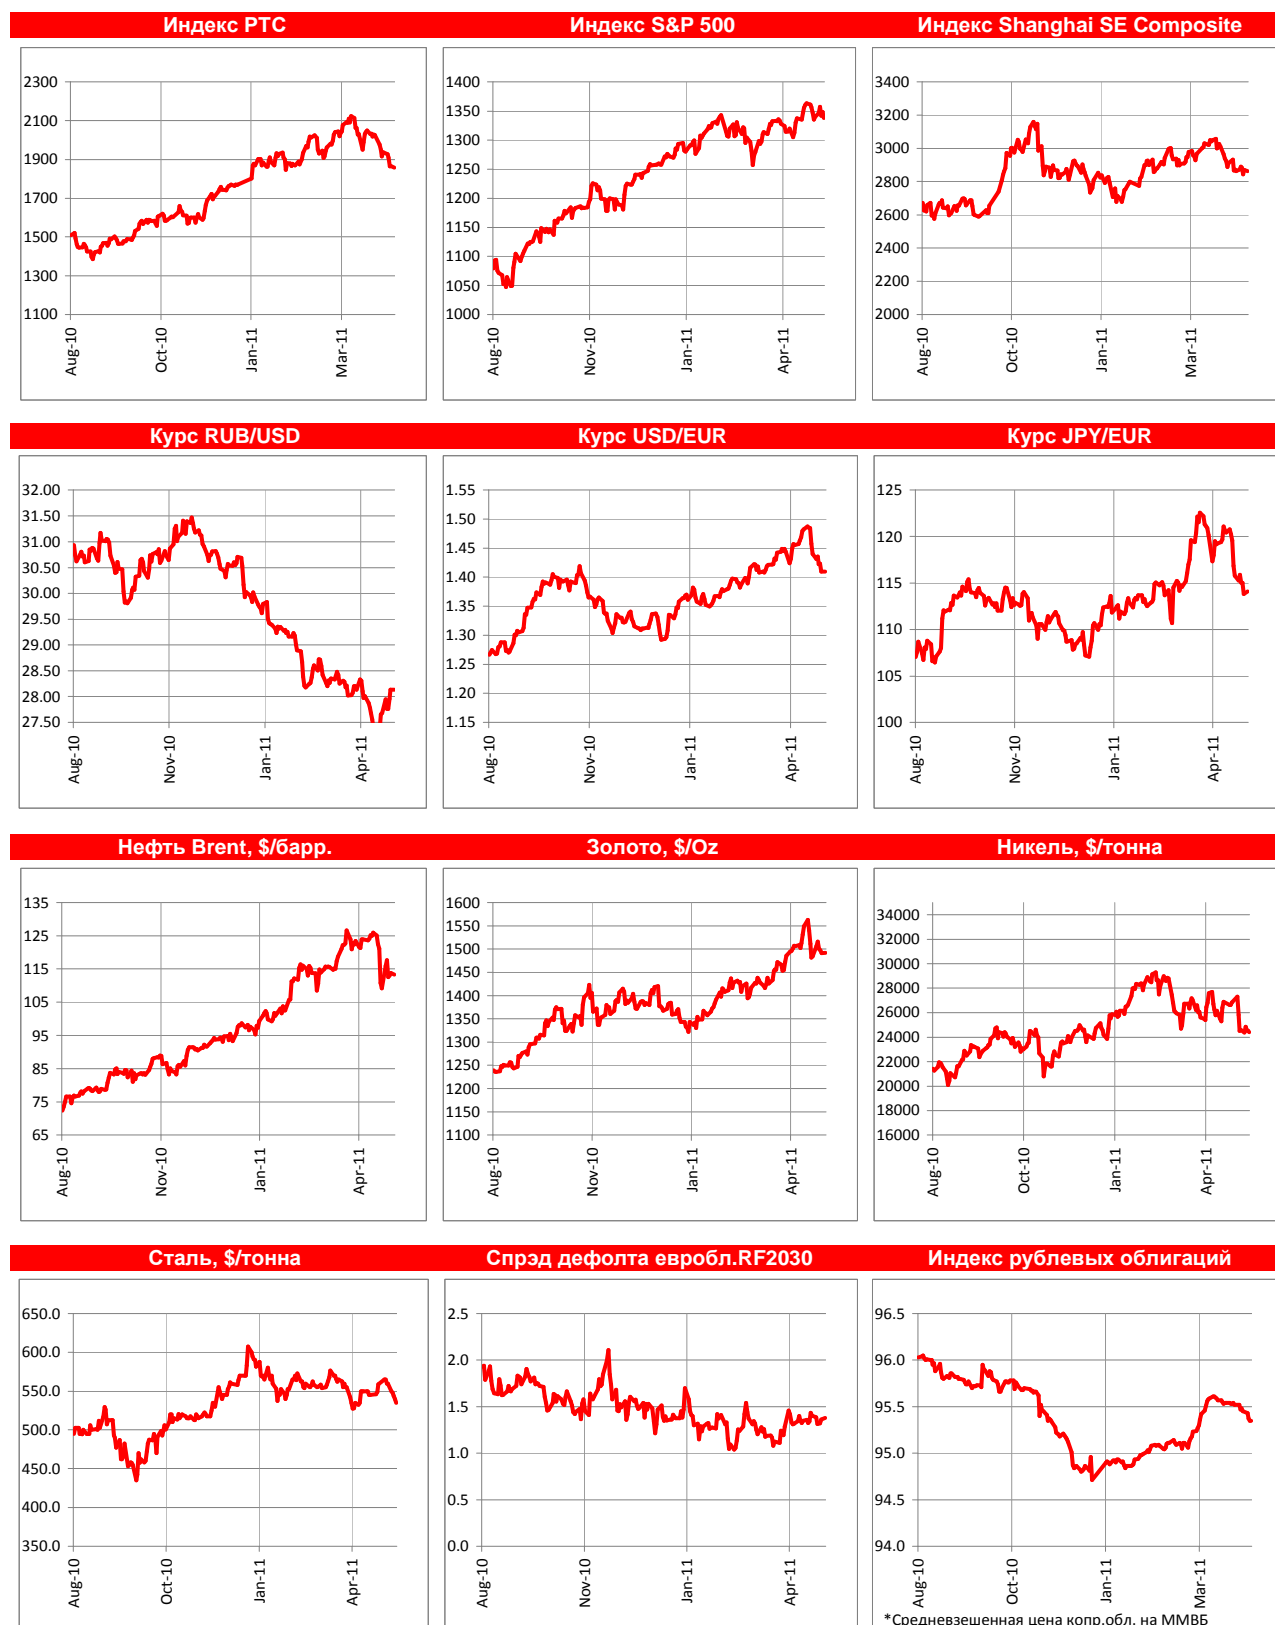 Индекс РТС
2300
2100
1900
1700
1500
1300
1100
Aug-10
Oct-10
Jan-11
Mar-11
Индекс S&P 500
1400
1350
1300
1250
1200
1150
1100
1050
1000
Aug-10
Nov-10
Jan-11
Apr-11
Индекс Shanghai SE Composite
3400
3200
3000
2800
2600
2400
2200
2000
Aug-10
Oct-10
Jan-11
Mar-11
Курс RUB/USD
32.00
31.50
31.00
30.50
30.00
29.50
29.00
28.50
28.00
27.50
Aug-10
Nov-10
Jan-11
Apr-11
Курс USD/EUR
1.55
1.50
1.45
1.40
1.35
1.30
1.25
1.20
1.15
Aug-10
Nov-10
Jan-11
Apr-11
Курс JPY/EUR
125
120
115
110
105
100
Aug-10
Nov-10
Jan-11
Apr-11
Нефть Brent, $/барр.
135
125
115
105
95
85
75
65
Aug-10
Nov-10
Jan-11
Apr-11
Золото, $/Oz
1600
1550
1500
1450
1400
1350
1300
1250
1200
1150
1100
Aug-10
Nov-10
Jan-11
Apr-11
Никель, $/тонна
34000
32000
30000
28000
26000
24000
22000
20000
18000
16000
Aug-10
Oct-10
Jan-11
Apr-11
Сталь, $/тонна
650.0
600.0
550.0
500.0
450.0
400.0
350.0
Aug-10
Oct-10
Jan-11
Apr-11
Спрэд дефолта евробл.RF2030
2.5
2.0
1.5
1.0
0.5
0.0
Aug-10
Nov-10
Jan-11
Apr-11
Индекс рублевых облигаций
96.5
96.0
95.5
95.0
94.5
94.0
Aug-10
Oct-10
Jan-11
Mar-11
*Средневзешенная цена копр.обл. на ММВБ